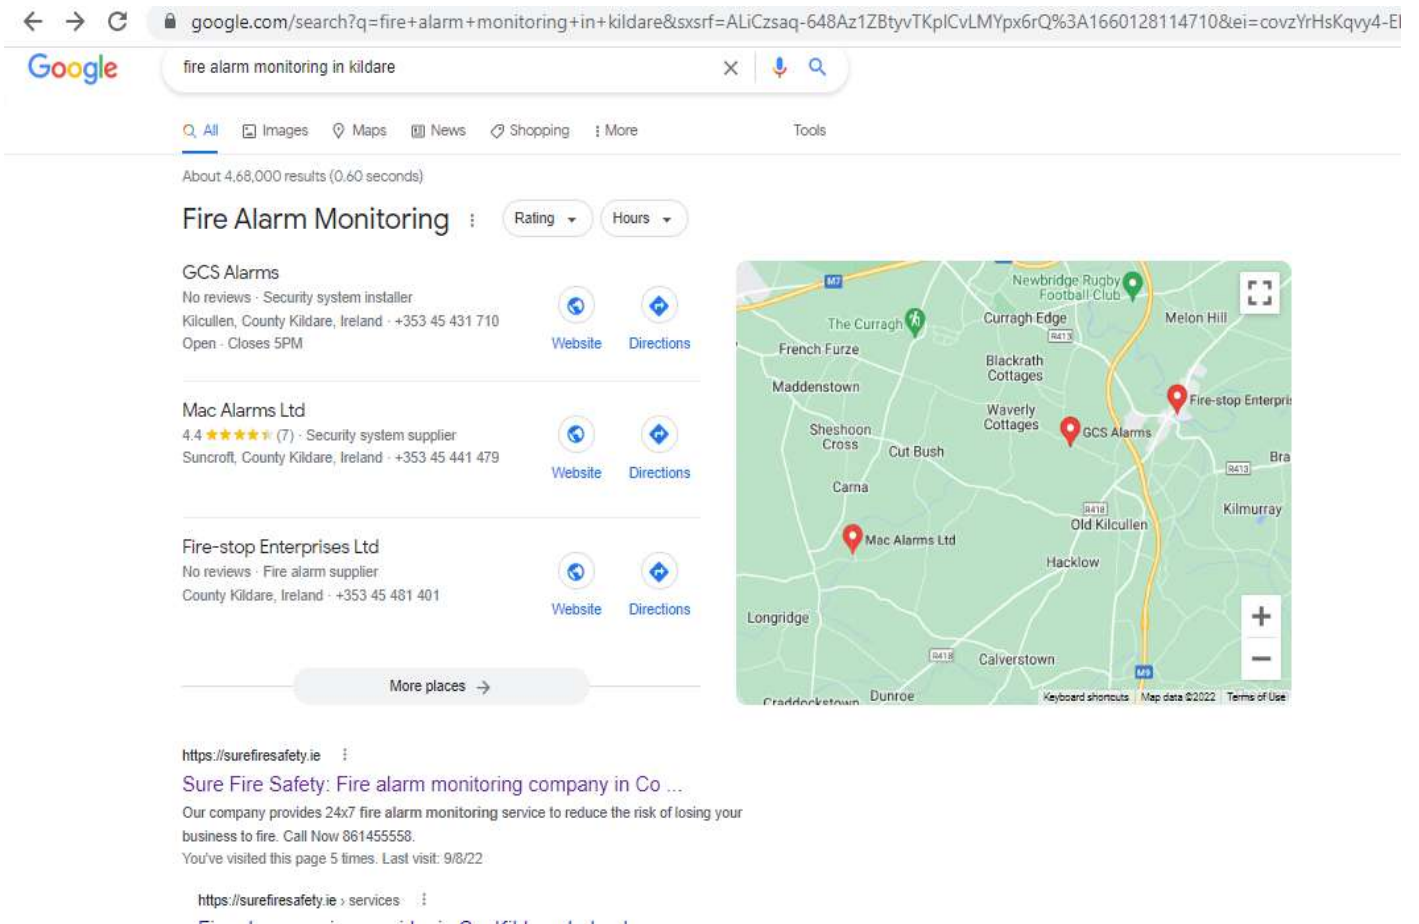 google.com/search?q=fire+alarm+monitoring+in+kildare&sxsrf=ALiCzsaq-648Az1ZBtyvTKplCvLMYpx6rQ%3A1660128114710&ei=covzYrHsKqvy4-E
Google
fire alarm monitoring in kildare
All Images Maps News Shopping More Tools
About 4,68,000 results (0.60 seconds)
Fire Alarm Monitoring
Rating
Hours
GCS Alarms
No reviews · Security system installer
Kilcullen, County Kildare, Ireland · +353 45 431 710
Open · Closes 5PM
Website
Directions
Mac Alarms Ltd
4.4 (7) · Security system supplier
Suncroft, County Kildare, Ireland · +353 45 441 479
Website
Directions
Fire-stop Enterprises Ltd
No reviews · Fire alarm supplier
County Kildare, Ireland · +353 45 481 401
Website
Directions
More places
M7
Newbridge Rugby
Football Club
The Curragh
Curragh Edge
Melon Hill
R413
French Furze
Blackrath
Cottages
Maddenstown
Fire-stop Enterpri
Waverly
Cottages
Sheshoon
Cross
GCS Alarms
Cut Bush
Bra
R413
Carna
R418
Kilmurray
Old Kilcullen
Mac Alarms Ltd
Hacklow
Longridge
R418
Calverstown
M9
Dunroe
Craddockstown
Keyboard shortcuts
Map data ©2022
Terms of Use
https://surefiresafety.ie
Sure Fire Safety: Fire alarm monitoring company in Co ...
Our company provides 24x7 fire alarm monitoring service to reduce the risk of losing your
business to fire. Call Now 861455558.
You've visited this page 5 times. Last visit: 9/8/22
https://surefiresafety.ie › services